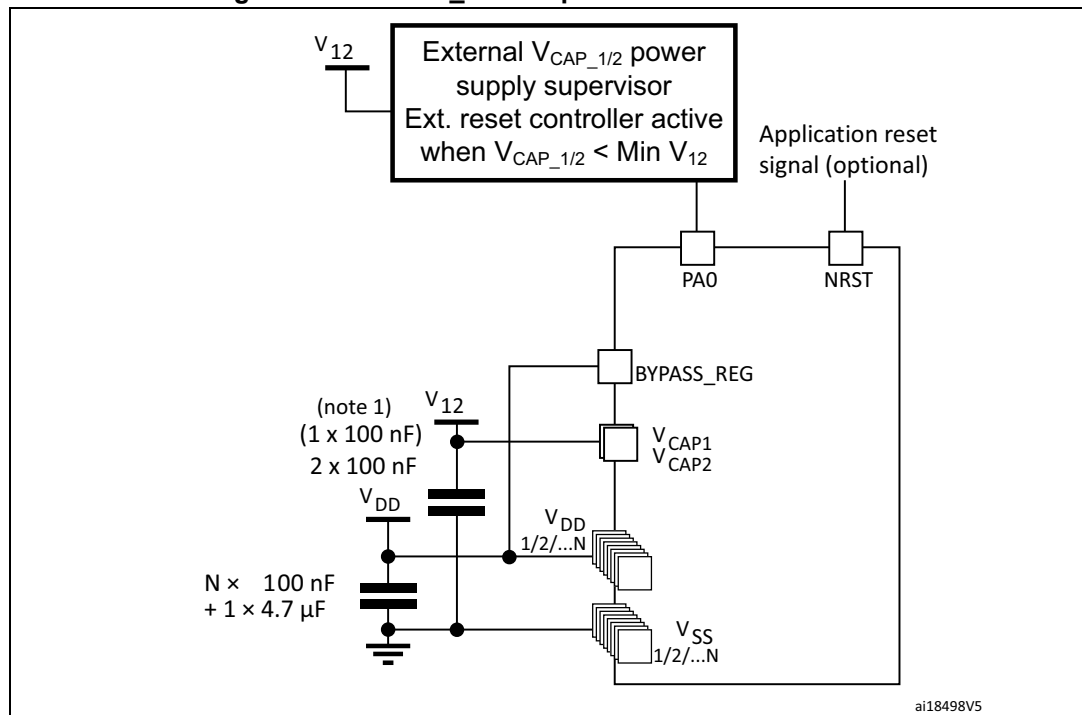 V12
External VCAP_1/2 power
supply supervisor
Ext. reset controller active
when VCAP_1/2 < Min V12
Application reset
signal (optional)
PA0
NRST
BYPASS_REG
(note 1)
(1 x 100 nF)
2 x 100 nF
V12
VCAP1
VCAP2
VDD
VDD
1/2/...N
N × 100 nF
+ 1 × 4.7 µF
VSS
1/2/...N
ai18498V5